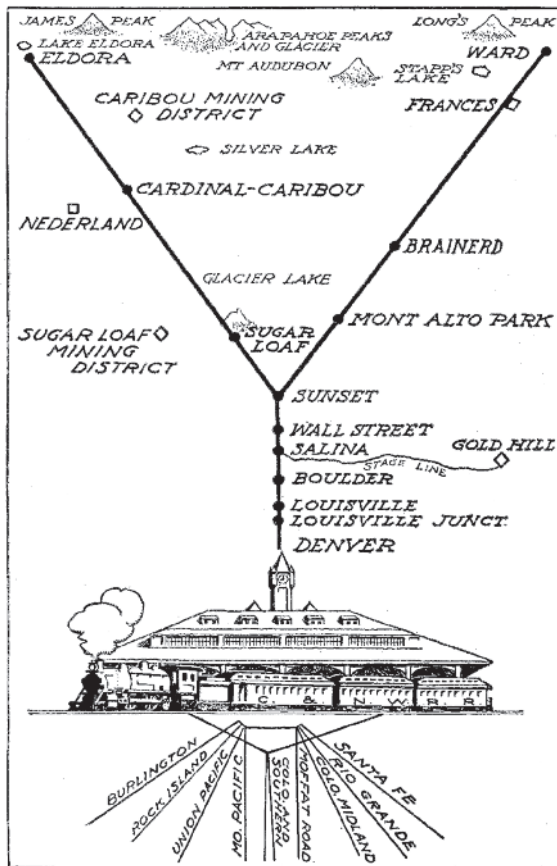 JAMES PEAK
LONG'S PEAK
LAKE ELDORA
ELDORA
ARAPAHOE PEAKS
AND GLACIER
MT AUDUBON
STAPP'S
LAKE
WARD
CARIBOU MINING
DISTRICT
FRANCES
SILVER LAKE
CARDINAL-CARIBOU
NEDERLAND
BRAINERD
GLACIER LAKE
SUGAR LOAF
MINING
DISTRICT
SUGAR
LOAF
MONT ALTO PARK
SUNSET
WALL STREET
SALINA
STAGE LINE
GOLD HILL
BOULDER
LOUISVILLE
LOUISVILLE JUNCT.
DENVER
C. & N.W. R.R.
BURLINGTON
ROCK ISLAND
UNION PACIFIC
MO. PACIFIC
COLO. AND
SOUTHERN
MOFFAT ROAD
COLO. MIDLAND
RIO GRANDE
SANTA FE